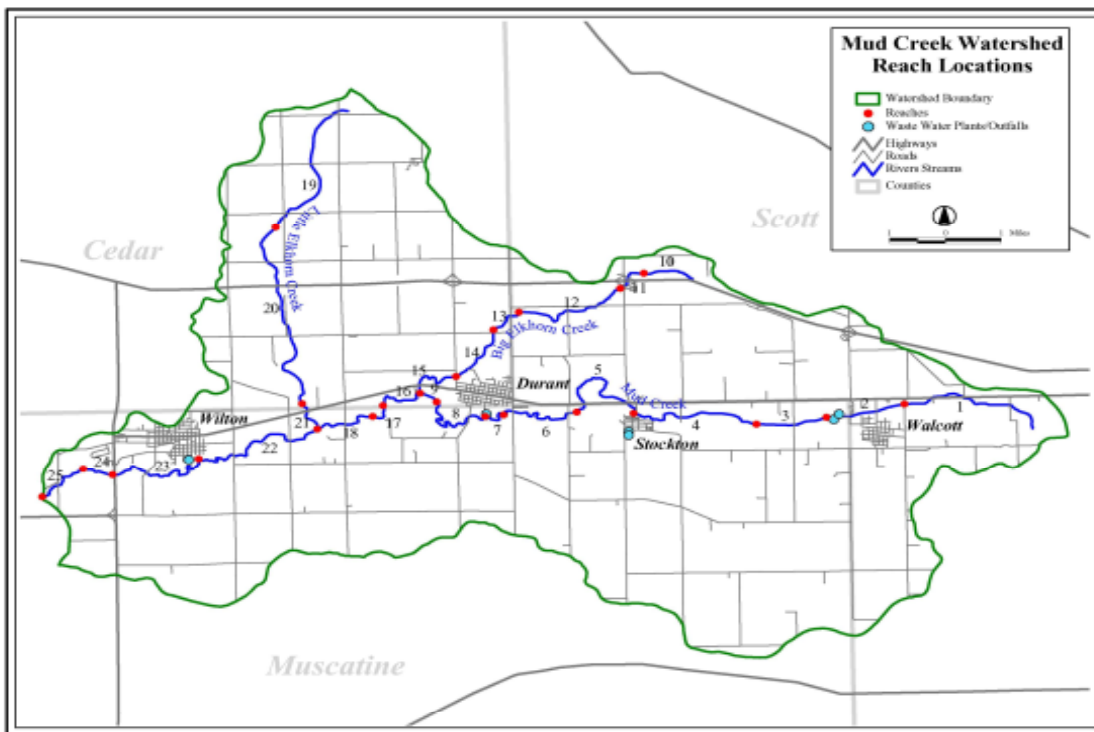 Mud Creek Watershed
Reach Locations
Watershed Boundary
Reaches
Waste Water Plants/Outfalls
Highways
Roads
Rivers Streams
Counties
1 0 1 Miles
Cedar
Scott
Muscatine
Little Elkhorn Creek
Big Elkhorn Creek
Mud Creek
Wilton
Durant
Stockton
Walcott
1
2
3
4
5
6
7
8
9
10
11
12
13
14
15
16
17
18
19
20
21
22
23
24
25